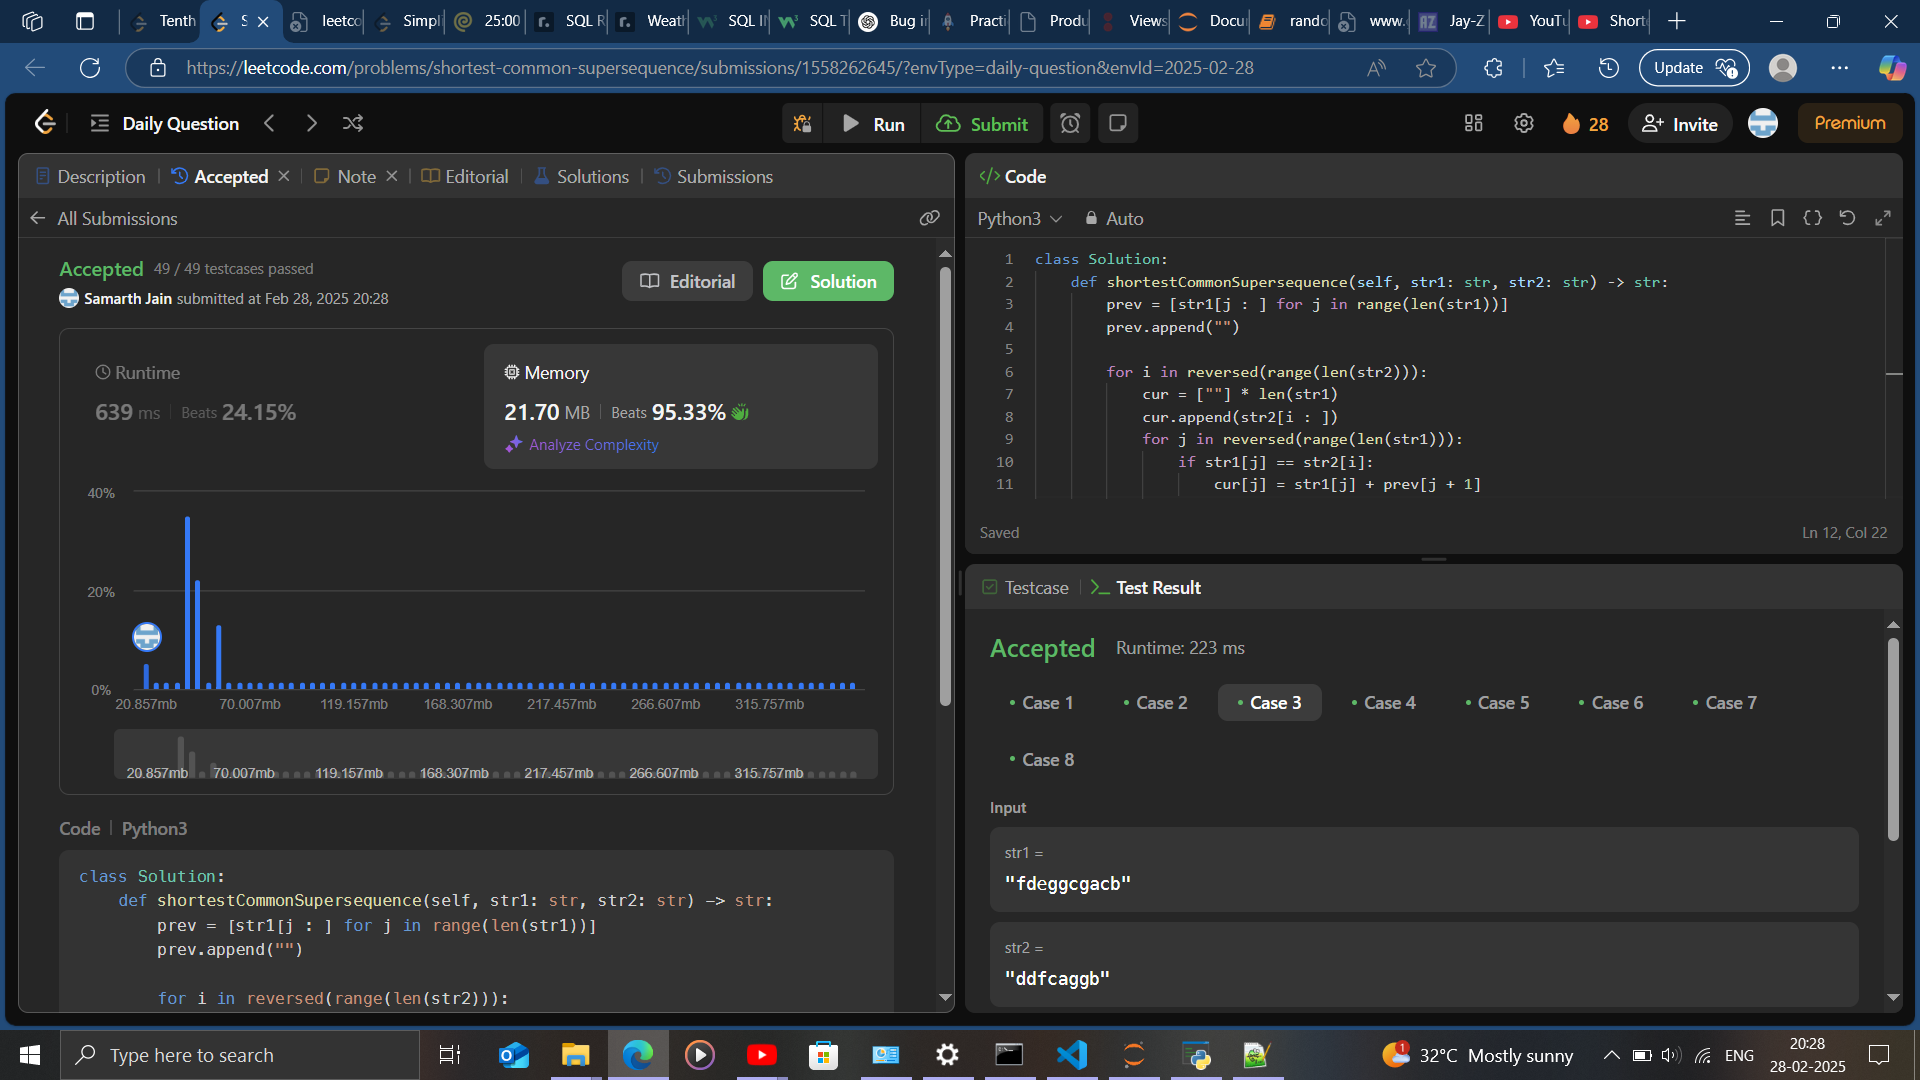 Tenth
S
leetco
Simpli
25:00
SQL R
Weath
SQL IN
SQL T
Bug in
Practi
Produ
Views
Docu
rando
www.
Jay-Z
YouTu
Short
https://leetcode.com/problems/shortest-common-supersequence/submissions/1558262645/?envType=daily-question&envId=2025-02-28
Update
Daily Question
Run
Submit
28
Invite
Premium
Description
Accepted
Note
Editorial
Solutions
Submissions
All Submissions
Accepted 49 / 49 testcases passed
Samarth Jain submitted at Feb 28, 2025 20:28
Editorial
Solution
Runtime
639 ms Beats 24.15%
Memory
21.70 MB Beats 95.33%
Analyze Complexity
40%
20%
0%
20.857mb 70.007mb 119.157mb 168.307mb 217.457mb 266.607mb 315.757mb
20.857mb 70.007mb 119.157mb 168.307mb 217.457mb 266.607mb 315.757mb
Code | Python3
class Solution:
def shortestCommonSupersequence(self, str1: str, str2: str) -> str:
prev = [str1[j : ] for j in range(len(str1))]
prev.append("")
for i in reversed(range(len(str2))):
</> Code
Python3
Auto
1 class Solution:
2 def shortestCommonSupersequence(self, str1: str, str2: str) -> str:
3 prev = [str1[j : ] for j in range(len(str1))]
4 prev.append("")
5
6 for i in reversed(range(len(str2))):
7 cur = [""] * len(str1)
8 cur.append(str2[i : ])
9 for j in reversed(range(len(str1))):
10 if str1[j] == str2[i]:
11 cur[j] = str1[j] + prev[j + 1]
Saved
Ln 12, Col 22
Testcase
Test Result
Accepted Runtime: 223 ms
Case 1
Case 2
Case 3
Case 4
Case 5
Case 6
Case 7
Case 8
Input
str1 =
"fdeggcgacb"
str2 =
"ddfcaggb"
Type here to search
1
32°C Mostly sunny
ENG
20:28
28-02-2025